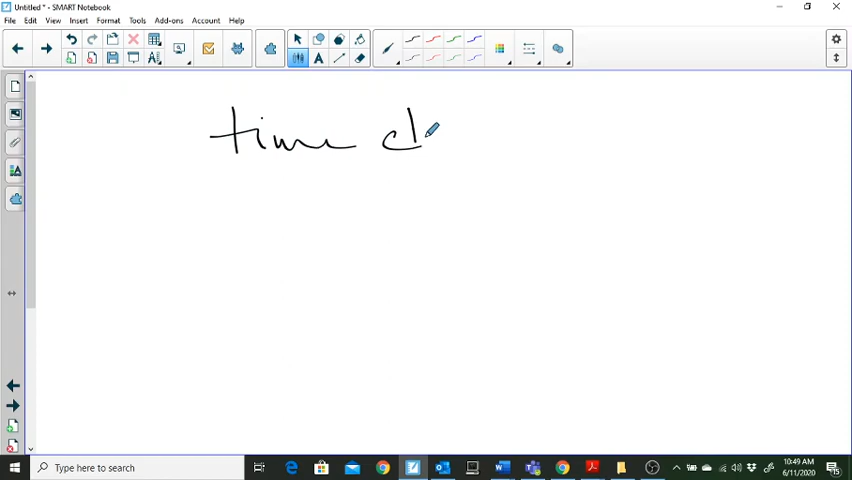 Untitled * - SMART Notebook
File Edit View Insert Format Tools Add-ons Account Help
time d
Type here to search
10:49 AM
6/11/2020
15